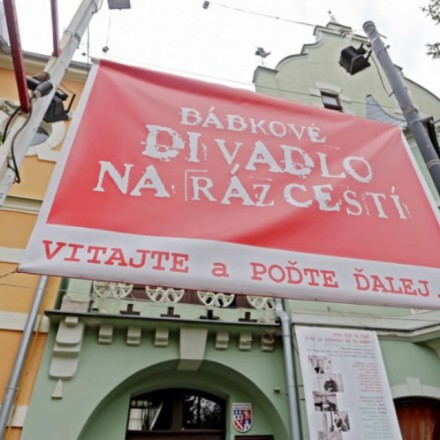 BÁBKOVÉ
DIVADLO
NA RÁZCESTÍ
VITAJTE a POĎTE ĎALEJ.